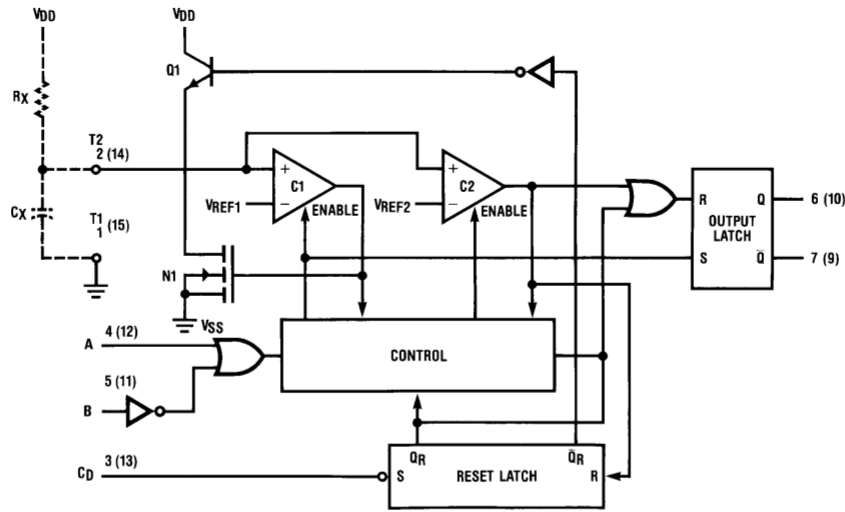 VDD
VDD
Q1
RX
T2
2 (14)
+
C1
−
VREF1
ENABLE
+
C2
−
VREF2
ENABLE
R
Q
6 (10)
OUTPUT
LATCH
S
Q̅
7 (9)
CX
T1
1 (15)
N1
VSS
A
4 (12)
CONTROL
5 (11)
B
QR
Q̅R
CD
3 (13)
S
RESET LATCH
R